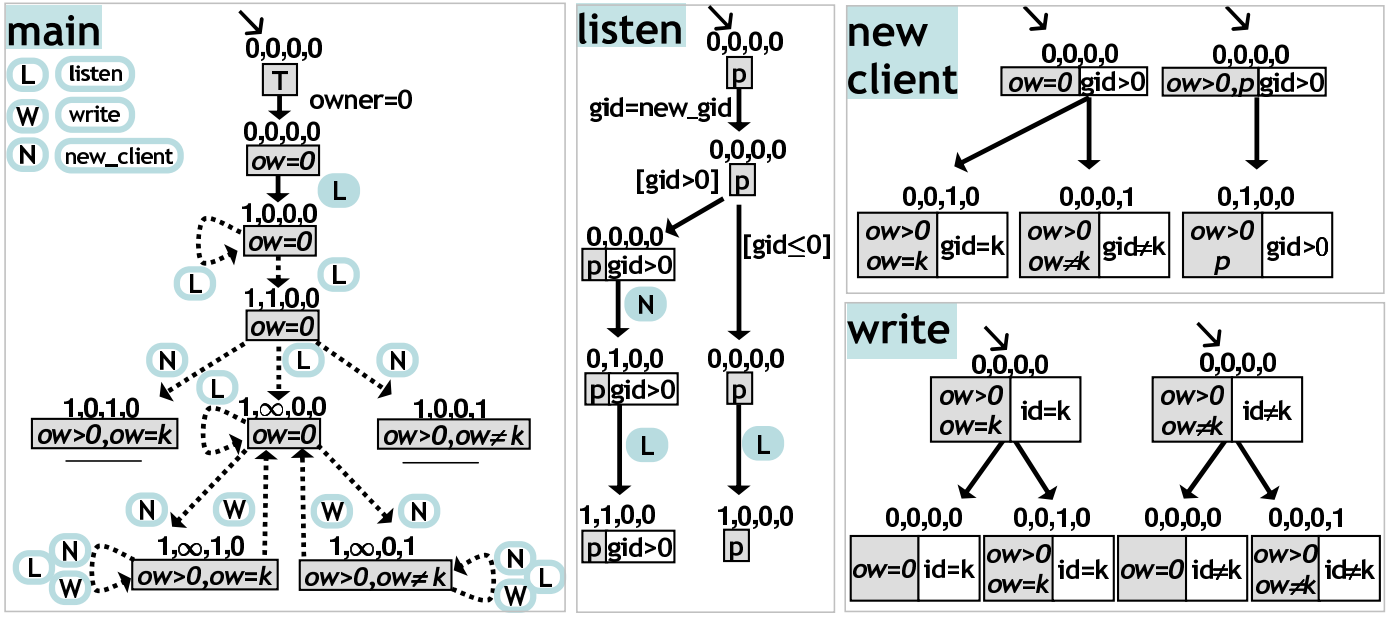 main
0,0,0,0
L listen
T
owner=0
W write
0,0,0,0
N new_client
ow=0
L
1,0,0,0
ow=0
L
L
1,1,0,0
ow=0
N
L
N
L
1,0,1,0
1,∞,0,0
1,0,0,1
ow>0,ow=k
ow=0
ow>0,ow≠k
N
W
W
N
1,∞,1,0
1,∞,0,1
N
L
W
ow>0,ow=k
ow>0,ow≠k
N
L
W
listen
0,0,0,0
p
gid=new_gid
0,0,0,0
[gid>0]
p
0,0,0,0
[gid≤0]
p gid>0
N
0,1,0,0
0,0,0,0
p gid>0
p
L
L
1,1,0,0
1,0,0,0
p gid>0
p
new
client
0,0,0,0
0,0,0,0
ow=0 gid>0
ow>0,p gid>0
0,0,1,0
0,0,0,1
0,1,0,0
ow>0
ow=k
gid=k
ow>0
ow≠k
gid≠k
ow>0
p
gid>0
write
0,0,0,0
0,0,0,0
ow>0
ow=k
id=k
ow>0
ow≠k
id≠k
0,0,0,0
0,0,1,0
0,0,0,0
0,0,0,1
ow=0 id=k
ow>0
ow=k
id=k
ow=0 id≠k
ow>0
ow≠k
id≠k